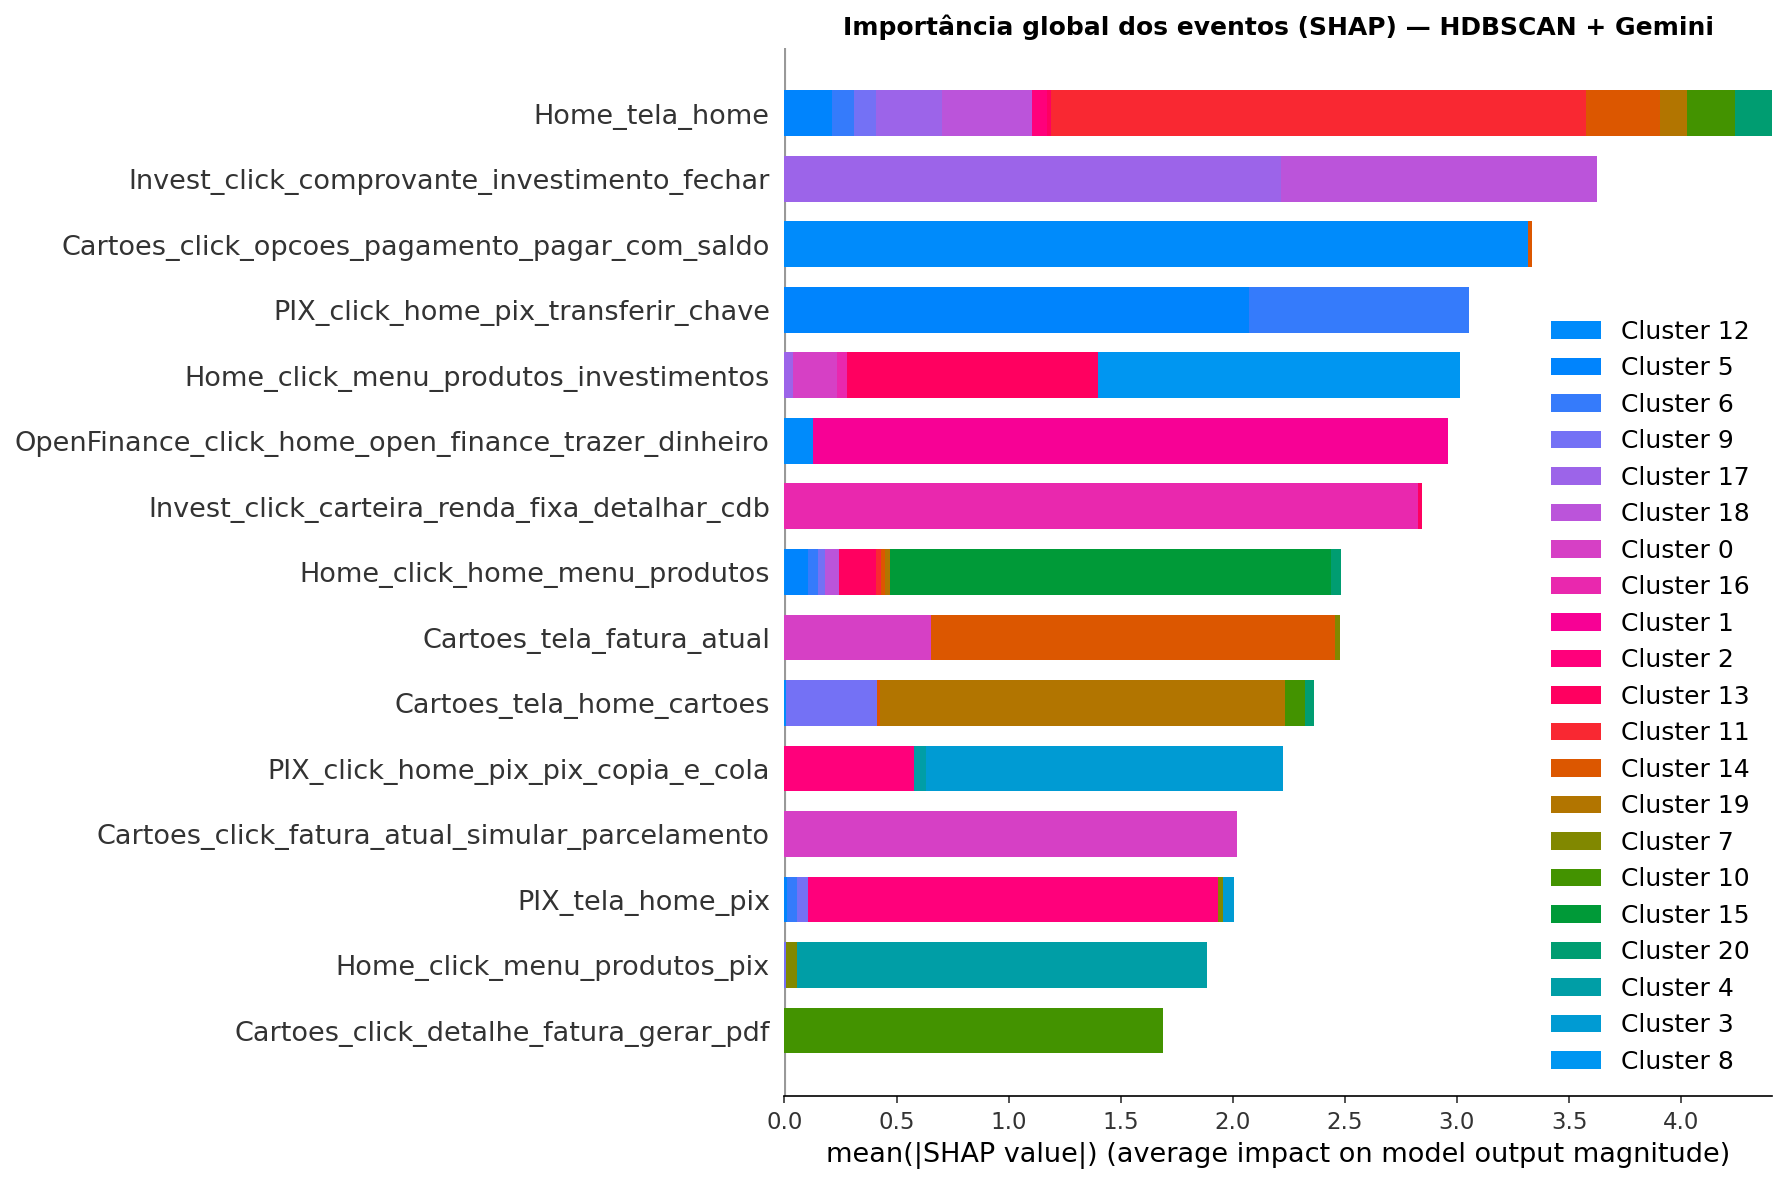 Importância global dos eventos (SHAP) — HDBSCAN + Gemini
Home_tela_home
Invest_click_comprovante_investimento_fechar
Cartoes_click_opcoes_pagamento_pagar_com_saldo
PIX_click_home_pix_transferir_chave
Home_click_menu_produtos_investimentos
OpenFinance_click_home_open_finance_trazer_dinheiro
Invest_click_carteira_renda_fixa_detalhar_cdb
Home_click_home_menu_produtos
Cartoes_tela_fatura_atual
Cartoes_tela_home_cartoes
PIX_click_home_pix_pix_copia_e_cola
Cartoes_click_fatura_atual_simular_parcelamento
PIX_tela_home_pix
Home_click_menu_produtos_pix
Cartoes_click_detalhe_fatura_gerar_pdf
Cluster 12
Cluster 5
Cluster 6
Cluster 9
Cluster 17
Cluster 18
Cluster 0
Cluster 16
Cluster 1
Cluster 2
Cluster 13
Cluster 11
Cluster 14
Cluster 19
Cluster 7
Cluster 10
Cluster 15
Cluster 20
Cluster 4
Cluster 3
Cluster 8
0.0 0.5 1.0 1.5 2.0 2.5 3.0 3.5 4.0
mean(|SHAP value|) (average impact on model output magnitude)